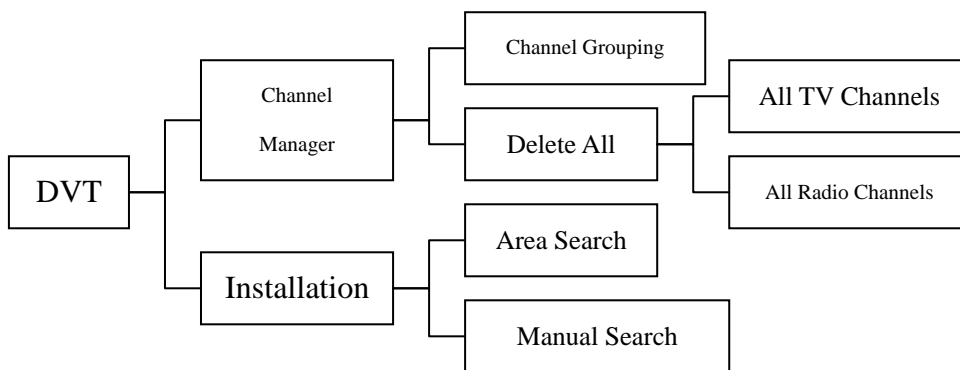 DVT
Channel
Manager
Channel Grouping
Delete All
All TV Channels
All Radio Channels
Installation
Area Search
Manual Search